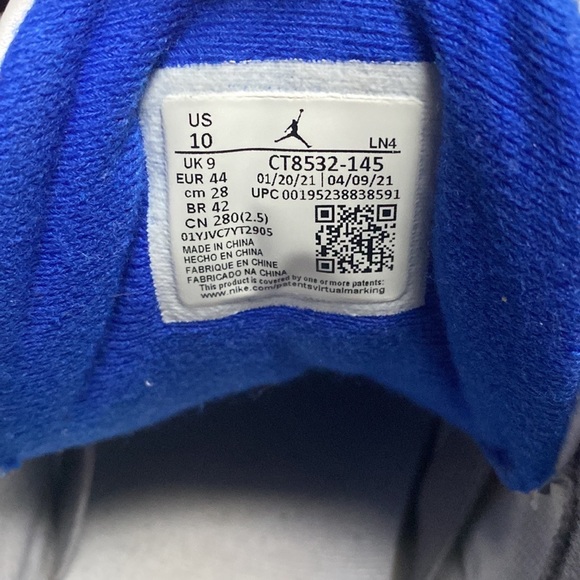 US
10
LN4
UK 9
CT8532-145
EUR 44
01/20/21 | 04/09/21
cm 28
UPC 00195238838591
BR 42
CN 280(2.5)
01YJVC7YT2905
MADE IN CHINA
HECHO EN CHINA
FABRIQUE EN CHINE
FABRICADO NA CHINA
This product is covered by one or more patents:
www.nike.com/patentsvirtualmarking